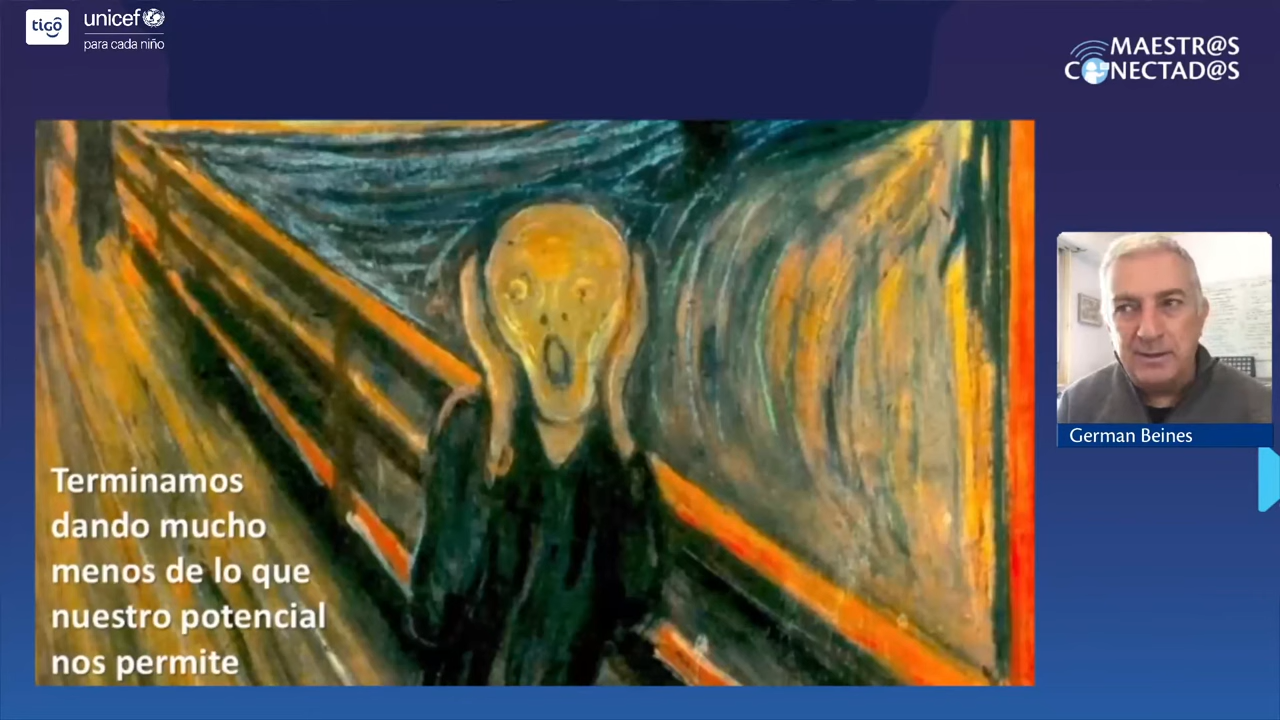 tigo
unicef
para cada niño
MAESTR@S
CONECTAD@S
Terminamos
dando mucho
menos de lo que
nuestro potencial
nos permite
German Beines